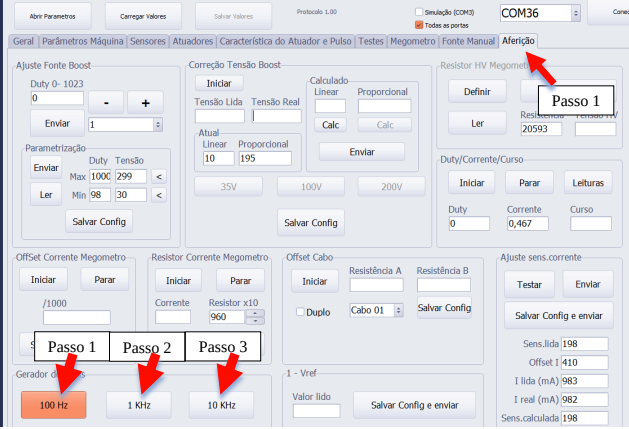 Abrir Parametros
Carregar Valores
Salvar Valores
Protocolo 1.00
Simulação (COM3)
Todas as portas
COM36
Conec
Geral Parâmetros Máquina Sensores Atuadores Característica do Atuador e Pulso Testes Megometro Fonte Manual Aferição
Ajuste Fonte Boost
Duty 0- 1023
0
-
+
Enviar
1
Parametrização
Duty Tensão
Enviar
Max 1000 299 <
Ler
Min 98 30 <
Salvar Config
Correção Tensão Boost
Iniciar
Tensão Lida Tensão Real
Atual
Linear Proporcional
10 195
Calculado
Linear Proporcional
Calc Calc
Enviar
35V 100V 200V
Salvar Config
Resistor HV Megometro
Definir
Passo 1
Ler
Resistencia Tensão HV
20593
Duty/Corrente/Curso
Iniciar Parar Leituras
Duty Corrente Curso
0 0,467
OffSet Corrente Megometro
Iniciar Parar
/1000
Resistor Corrente Megometro
Iniciar Parar
Corrente Resistor x10
960
Offset Cabo
Resistência A Resistência B
Iniciar
Duplo
Cabo 01
Salvar Config
Ajuste sens.corrente
Testar Enviar
Salvar Config e enviar
Sens.lida 198
Offset I 410
I lida (mA) 983
I real (mA) 982
Sens.calculada 198
Passo 1 Passo 2 Passo 3
100 Hz 1 KHz 10 KHz
1 - Vref
Valor lido
Salvar Config e enviar